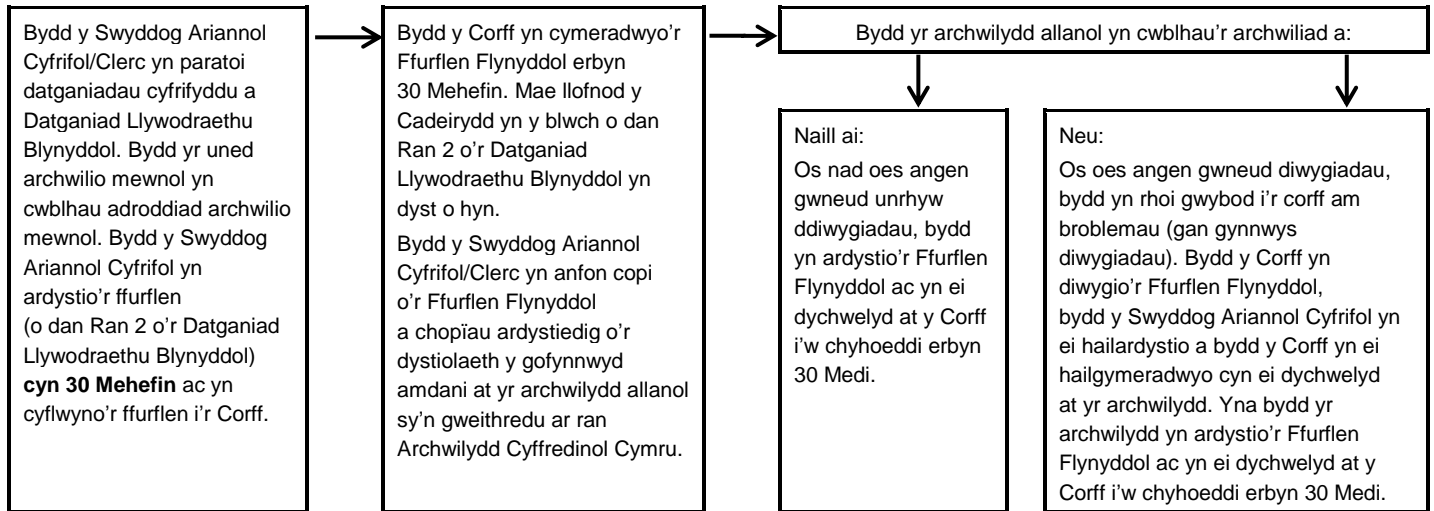 Bydd y Swyddog Ariannol
Cyfrifol/Clerc yn paratoi
datganiadau cyfrifyddu a
Datganiad Llywodraethu
Blynyddol. Bydd yr uned
archwilio mewnol yn
cwblhau adroddiad archwilio
mewnol. Bydd y Swyddog
Ariannol Cyfrifol yn
ardystio’r ffurflen
(o dan Ran 2 o’r Datganiad
Llywodraethu Blynyddol)
cyn 30 Mehefin ac yn
cyflwyno’r ffurflen i’r Corff.
Bydd y Corff yn cymeradwyo’r
Ffurflen Flynyddol erbyn
30 Mehefin. Mae llofnod y
Cadeirydd yn y blwch o dan
Ran 2 o’r Datganiad
Llywodraethu Blynyddol yn
dyst o hyn.
Bydd y Swyddog Ariannol
Cyfrifol/Clerc yn anfon copi
o’r Ffurflen Flynyddol
a chopïau ardystiedig o’r
dystiolaeth y gofynnwyd
amdani at yr archwilydd allanol
sy’n gweithredu ar ran
Archwilydd Cyffredinol Cymru.
Bydd yr archwilydd allanol yn cwblhau’r archwiliad a:
Naill ai:
Os nad oes angen
gwneud unrhyw
ddiwygiadau, bydd
yn ardystio’r Ffurflen
Flynyddol ac yn ei
dychwelyd at y Corff
i’w chyhoeddi erbyn
30 Medi.
Neu:
Os oes angen gwneud diwygiadau,
bydd yn rhoi gwybod i’r corff am
broblemau (gan gynnwys
diwygiadau). Bydd y Corff yn
diwygio’r Ffurflen Flynyddol,
bydd y Swyddog Ariannol Cyfrifol yn
ei hailardystio a bydd y Corff yn ei
hailgymeradwyo cyn ei dychwelyd
at yr archwilydd. Yna bydd yr
archwilydd yn ardystio’r Ffurflen
Flynyddol ac yn ei dychwelyd at y
Corff i’w chyhoeddi erbyn 30 Medi.